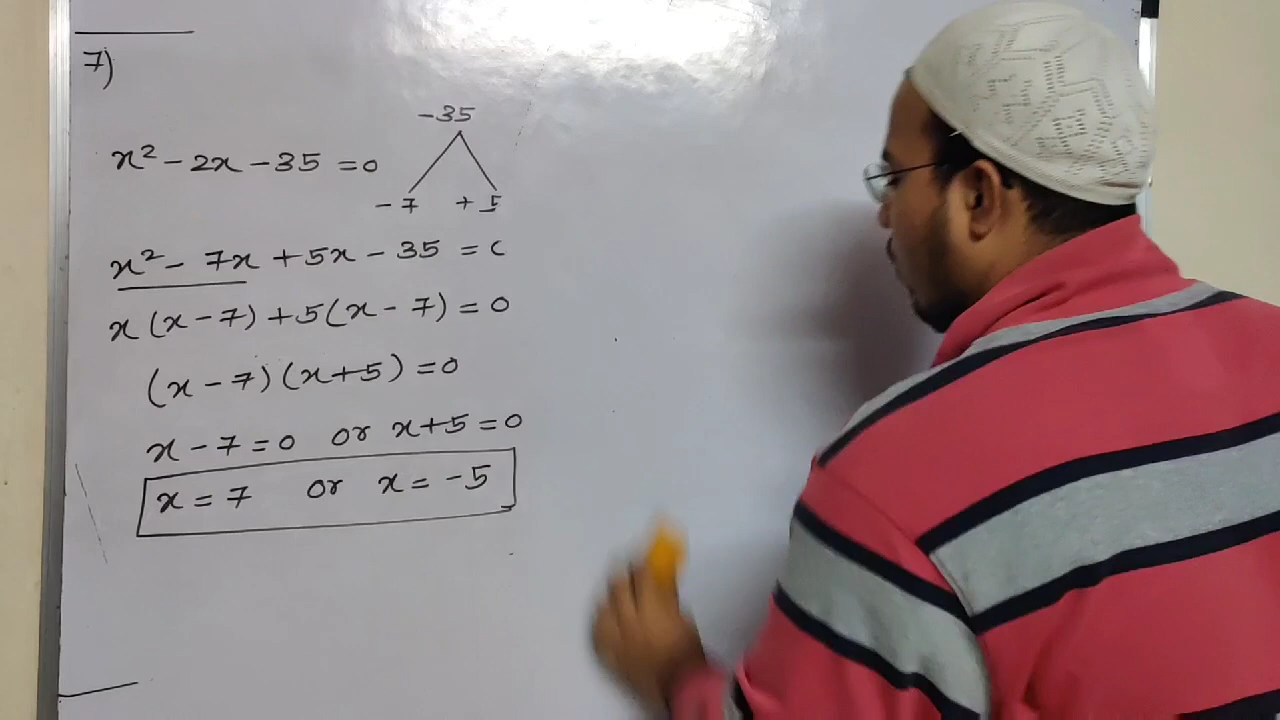 7)
-35
x² - 2x - 35 = 0
-7 +5
x² - 7x + 5x - 35 = 0
x(x - 7) + 5(x - 7) = 0
(x - 7)(x + 5) = 0
x - 7 = 0 or x + 5 = 0
x = 7 or x = -5